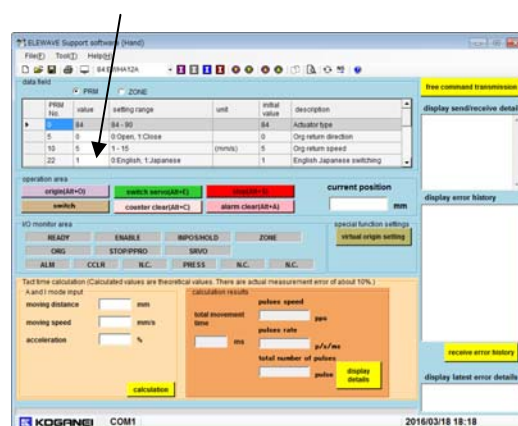 ELEWAVE Support software (Hand)
File(F) Tool(T) Help(H)
84:EWHA12A
data field
PRM ZONE
PRM No. value setting range unit initial value description
0 84 84 - 90 84 Actuator type
5 0 0:Open, 1:Close 0 Org return direction
10 5 1 - 15 (mm/s) 5 Org return speed
22 1 0:English, 1:Japanese 1 English Japanese switching
free command transmission
display send/receive detail
operation area
origin(Alt+O) switch servo(Alt+E)
switch counter clear(Alt+C) alarm clear(Alt+A)
current position
mm
display error history
I/O monitor area
READY ENABLE INPOS/HOLD ZONE
ORG STOP/PPRO SRVO
ALM CCLR N.C. PRESS N.C. N.C.
special function settings
virtual origin setting
Tact time calculation (Calculated values are theoretical values. There are actual measurement error of about 10%.)
A and I mode input
moving distance mm
moving speed mm/s
acceleration %
calculation
calculation results
total movement time ms
pulses speed
pps
pulses rate
p/s/ms
total number of pulses
pulse
display details
receive error history
display latest error details
KOGANEI COM1 2016/03/18 18:18